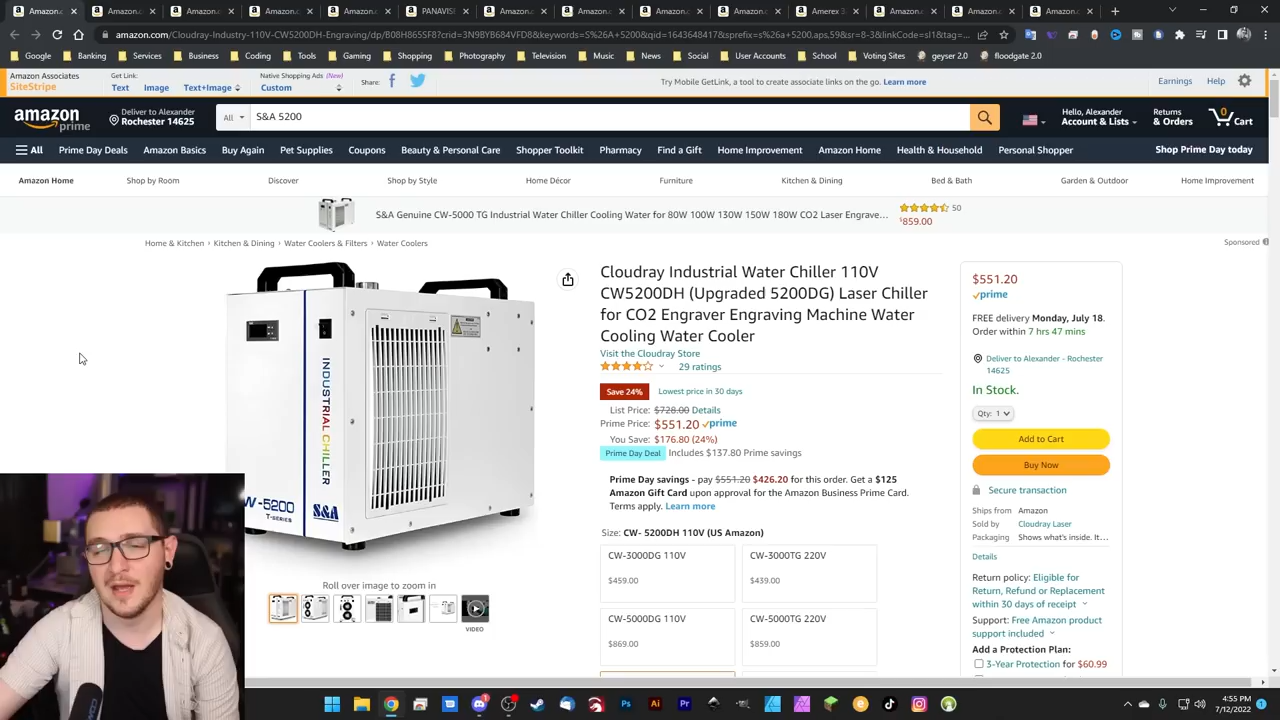 PANAVISE
amazon.com/Cloudray-Industry-110V-CW5200DH-Engraving/dp/B08H865SF8?crid=3N9BYB684VFD8&keywords=S%26A+5200&qid=1643648417&sprefix=s%26a+5200,aps,59&sr=8-3&linkCode=sl1&tag=...
Google Banking Services Business Coding Tools Gaming Shopping Photography Torrent Music News Social User Accounts School Voting Sites geyser 2.0 floodgate 2.0
Amazon Associates
SiteStripe
Get Link:
Text Image Text+Image
Native Shopping Ads (New)
Custom
Share:
Try Mobile GetLink, a tool to create associate links on the go. Learn more
Earnings Help
amazon
prime
Deliver to Alexander
Rochester 14625
All
S&A 5200
Hello, Alexander
Account & Lists
Returns
& Orders
0
Cart
All Prime Day Deals Amazon Basics Buy Again Pet Supplies Coupons Beauty & Personal Care Shopper Toolkit Pharmacy Find a Gift Home Improvement Amazon Home Health & Household Personal Shopper Shop Prime Day today
Amazon Home Shop by Room Discover Shop by Style Home Décor Furniture Kitchen & Dining Bed & Bath Garden & Outdoor Home Improvement
S&A Genuine CW-5000 TG Industrial Water Chiller Cooling Water for 80W 100W 130W 150W 180W CO2 Laser Engrave...
50
$859.00
Home & Kitchen › Kitchen & Dining › Water Coolers & Filters › Water Coolers
Sponsored
INDUSTRIAL CHILLER
W-5200
T-SERIES
S&A
Roll over image to zoom in
VIDEO
Cloudray Industrial Water Chiller 110V
CW5200DH (Upgraded 5200DG) Laser Chiller
for CO2 Engraver Engraving Machine Water
Cooling Water Cooler
Visit the Cloudray Store
29 ratings
Save 24% Lowest price in 30 days
List Price: $728.00 Details
Prime Price: $551.20 prime
You Save: $176.80 (24%)
Prime Day Deal Includes $137.80 Prime savings
Prime Day savings - pay $551.20 $426.20 for this order. Get a $125
Amazon Gift Card upon approval for the Amazon Business Prime Card.
Terms apply. Learn more
Size: CW- 5200DH 110V (US Amazon)
CW-3000DG 110V
$459.00
CW-3000TG 220V
$439.00
CW-5000DG 110V
$869.00
CW-5000TG 220V
$859.00
$551.20
prime
FREE delivery Monday, July 18.
Order within 7 hrs 47 mins
Deliver to Alexander - Rochester
14625
In Stock.
Qty: 1
Add to Cart
Buy Now
Secure transaction
Ships from Amazon
Sold by Cloudray Laser
Packaging Shows what's inside. It...
Details
Return policy: Eligible for
Return, Refund or Replacement
within 30 days of receipt
Support: Free Amazon product
support included
Add a Protection Plan:
3-Year Protection for $60.99
4:55 PM
7/12/2022